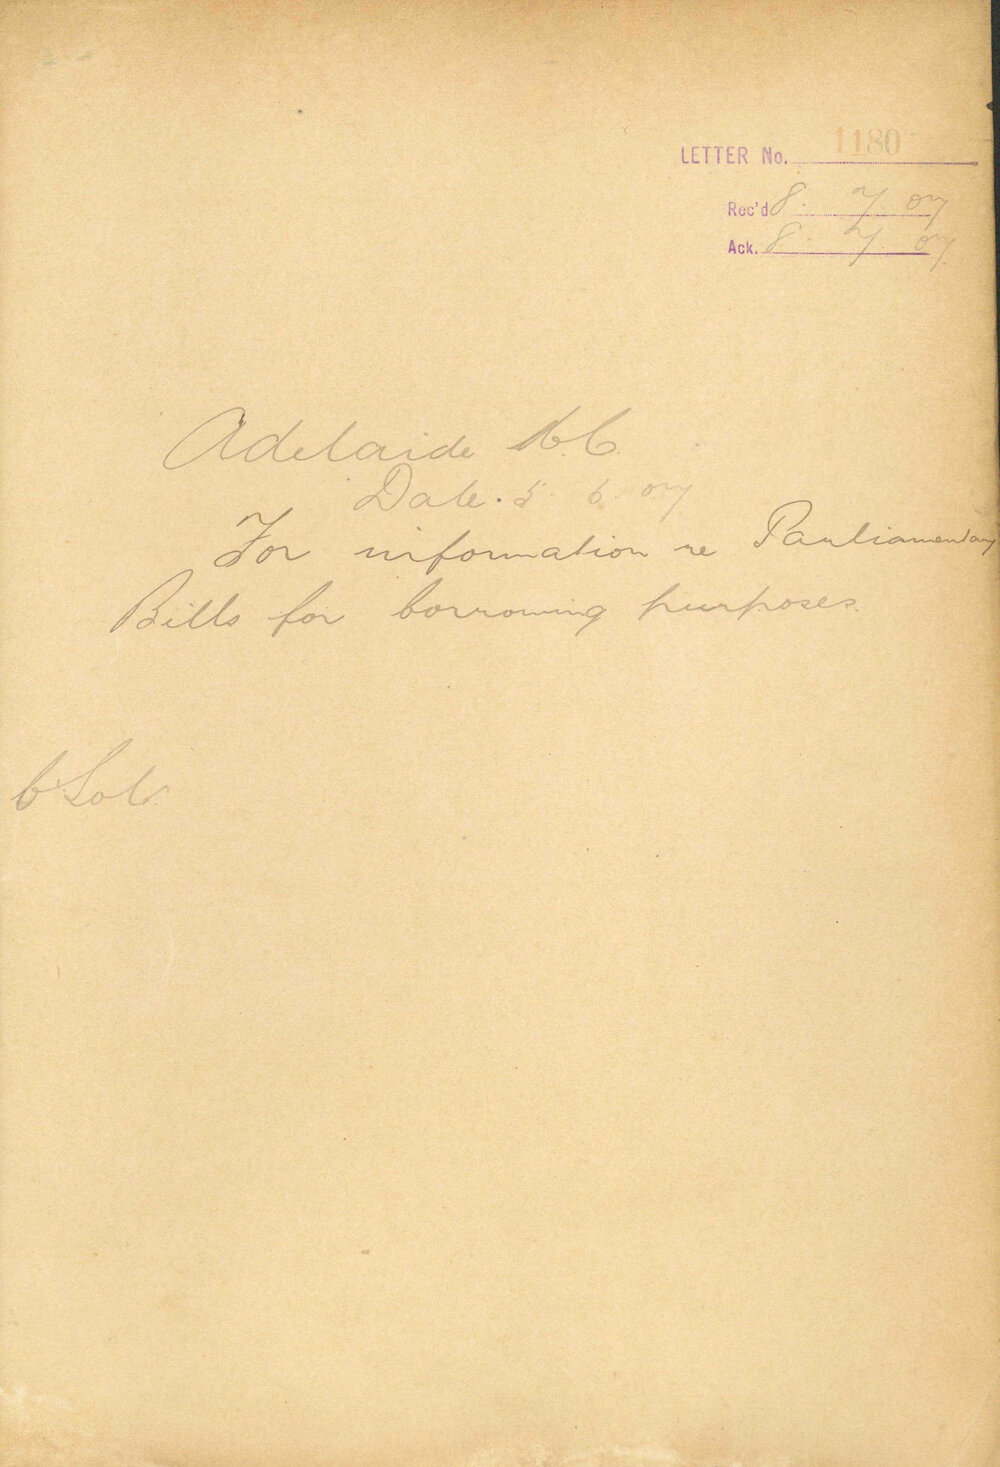 LETTER No. 1180
Rec'd 8. 7. 07
Ack. 8. 7. 07
Adelaide
Date. 5. 6. 07
For information re Parliamentary
Bills for borrowing purposes.